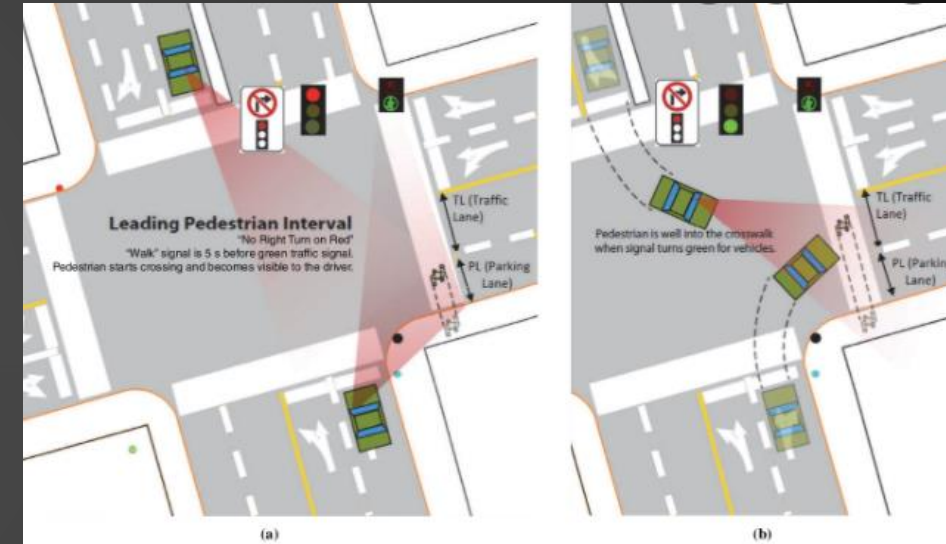 Leading Pedestrian Interval
"No Right Turn on Red"
"Walk" signal is 5 s before green traffic signal.
Pedestrian starts crossing and becomes visible to the driver.
TL (Traffic
Lane)
PL (Parking
Lane)
(a)
Pedestrian is well into the crosswalk
when signal turns green for vehicles.
TL (Traffic
Lane)
PL (Parkin
Lane)
(b)